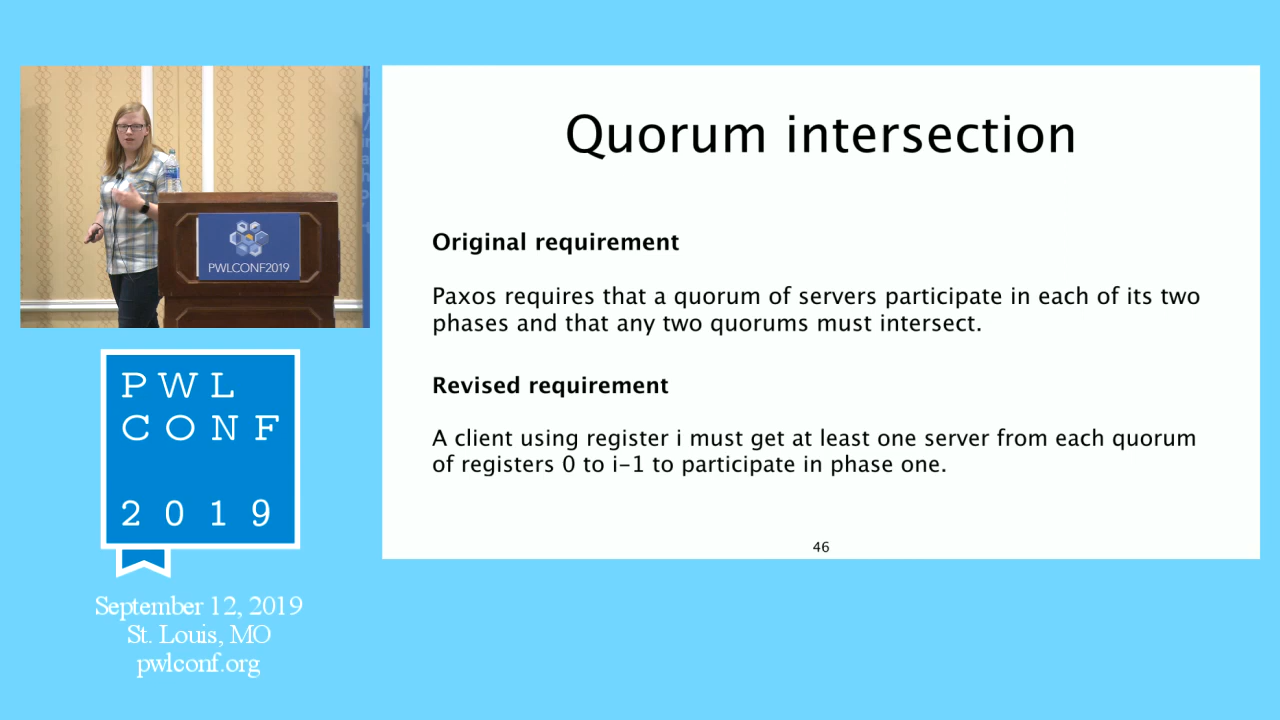 Quorum intersection
Original requirement
Paxos requires that a quorum of servers participate in each of its two
phases and that any two quorums must intersect.
Revised requirement
A client using register i must get at least one server from each quorum
of registers 0 to i−1 to participate in phase one.
46
PWLCONF2019
PWL
CONF
2019
September 12, 2019
St. Louis, MO
pwlconf.org